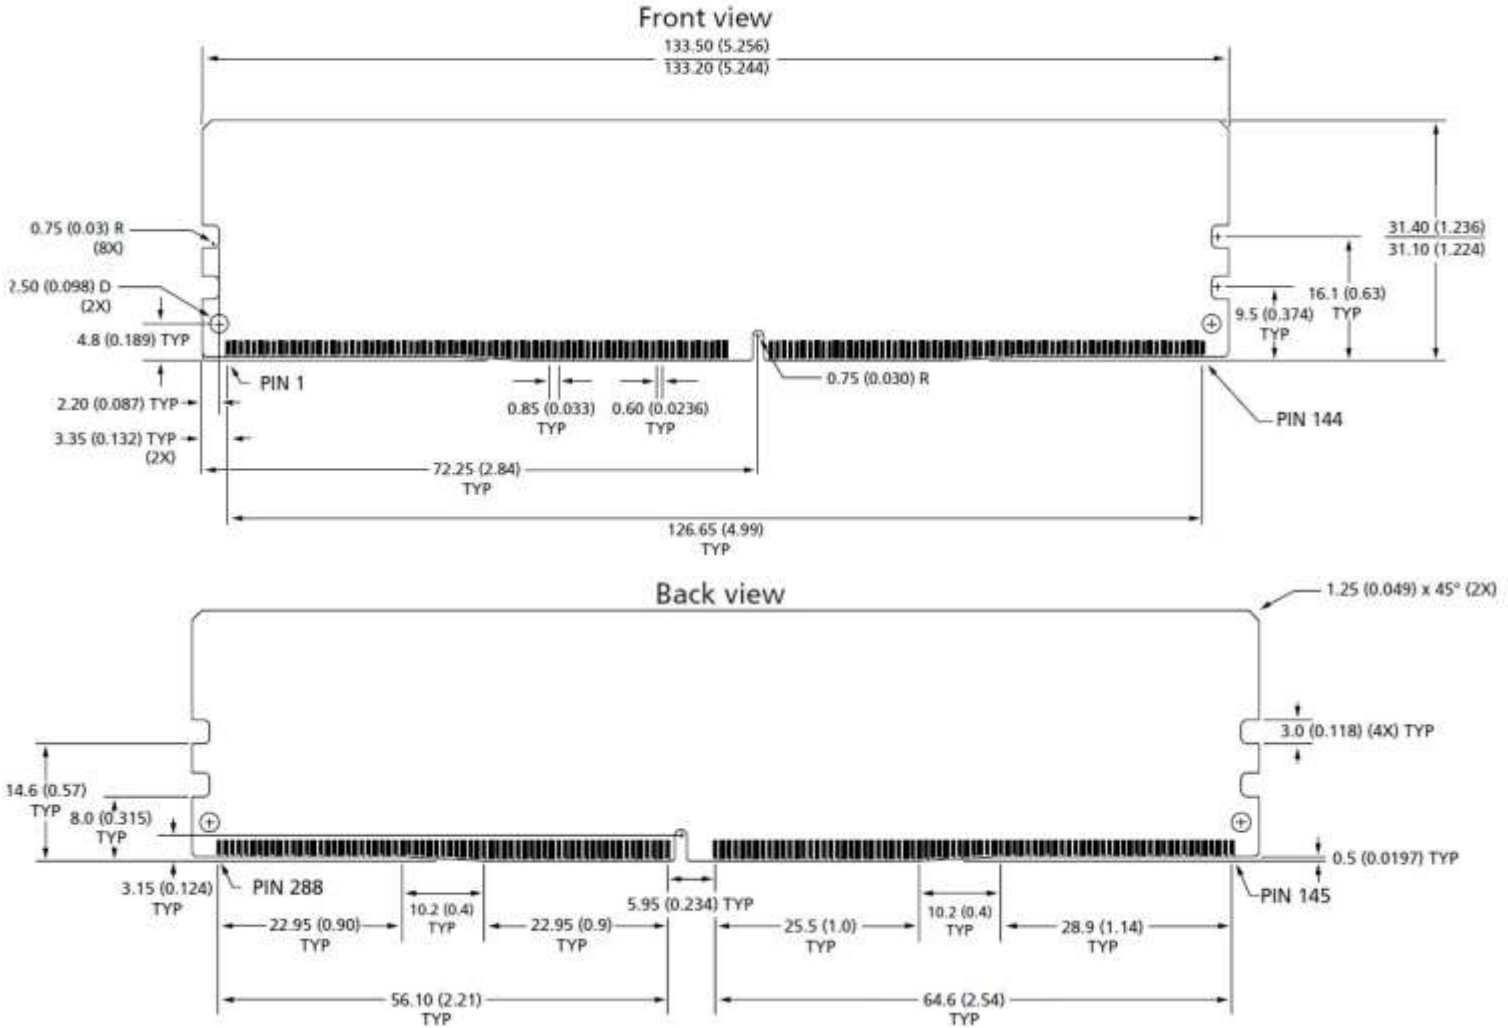 Front view
133.50 (5.256)
133.20 (5.244)
0.75 (0.03) R
(8X)
2.50 (0.098) D
(2X)
4.8 (0.189) TYP
31.40 (1.236)
31.10 (1.224)
16.1 (0.63)
TYP
9.5 (0.374)
TYP
PIN 1
0.75 (0.030) R
2.20 (0.087) TYP
0.85 (0.033)
TYP
0.60 (0.0236)
TYP
PIN 144
3.35 (0.132) TYP
(2X)
72.25 (2.84)
TYP
126.65 (4.99)
TYP
Back view
1.25 (0.049) x 45° (2X)
3.0 (0.118) (4X) TYP
14.6 (0.57)
TYP
8.0 (0.315)
TYP
0.5 (0.0197) TYP
3.15 (0.124)
TYP
PIN 288
5.95 (0.234) TYP
PIN 145
22.95 (0.90)
TYP
10.2 (0.4)
TYP
22.95 (0.9)
TYP
25.5 (1.0)
TYP
10.2 (0.4)
TYP
28.9 (1.14)
TYP
56.10 (2.21)
TYP
64.6 (2.54)
TYP